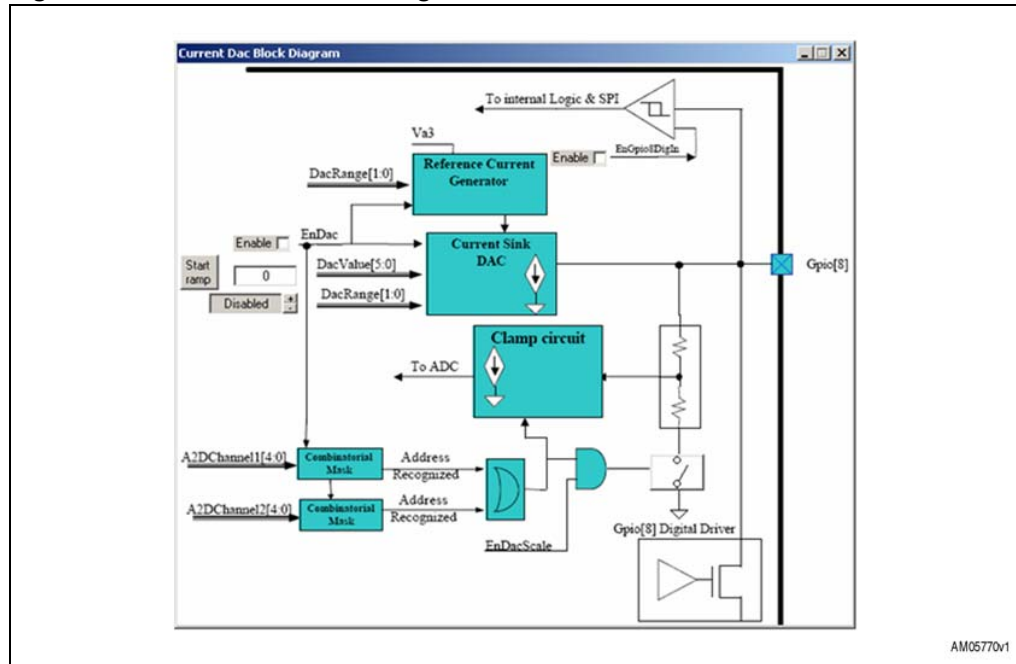 Current Dac Block Diagram
To internal Logic & SPI
Va3
Enable
EnGpio8DigIn
Reference Current
Generator
DacRange[1:0]
Enable
EnDac
Current Sink
DAC
Start
ramp
0
DacValue[5:0]
Gpio[8]
Disabled
+
-
DacRange[1:0]
Clamp circuit
To ADC
A2DChannel1[4:0]
Combinatorial
Mask
Address
Recognized
A2DChannel2[4:0]
Combinatorial
Mask
Address
Recognized
EnDacScale
Gpio[8] Digital Driver
AM05770v1